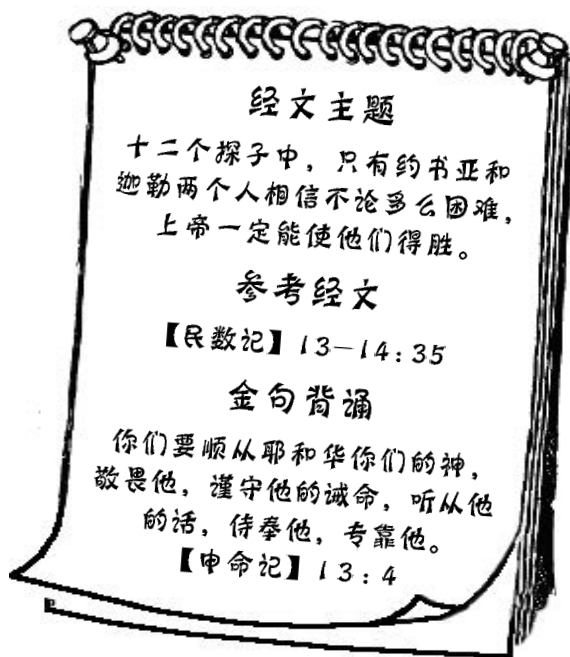 经文主题
十二个探子中，只有约书亚和
迦勒两个人相信不论多么困难，
上帝一定能使他们得胜。
参考经文
【民数记】13—14:35
金句背诵
你们要顺从耶和华你们的神，
敬畏他，谨守他的诫命，听从他
的话，侍奉他，专靠他。
【申命记】13:4